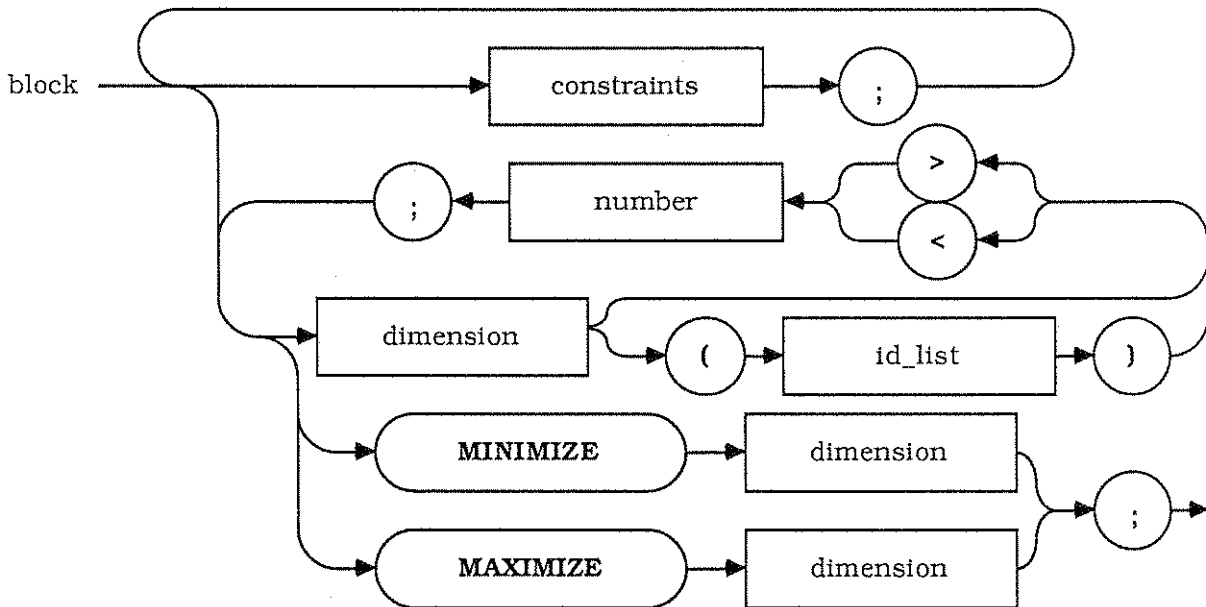 block constraints ;
; number >
<
dimension ( id_list )
MINIMIZE dimension
;
MAXIMIZE dimension